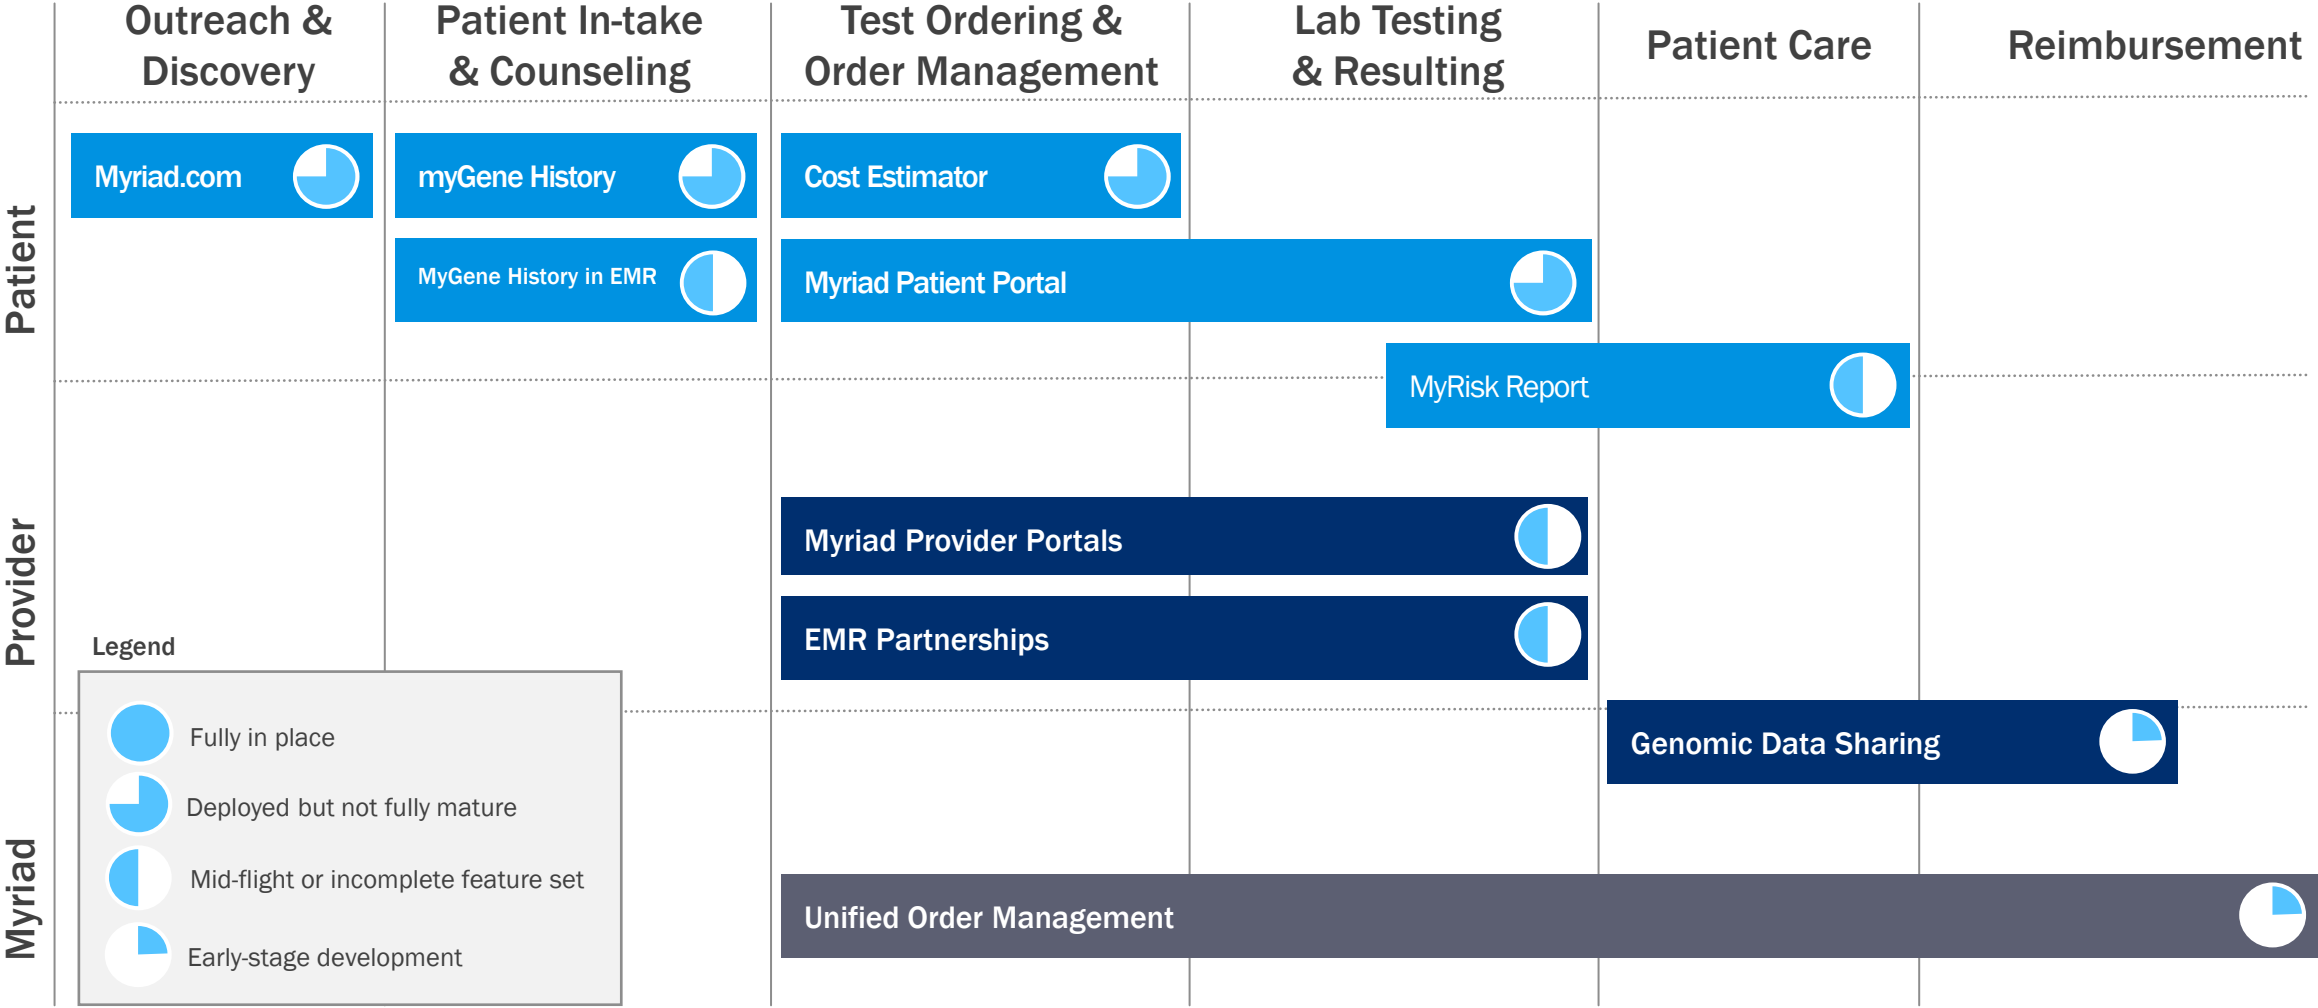 Outreach &
Discovery
Patient In-take
& Counseling
Test Ordering &
Order Management
Lab Testing
& Resulting
Patient Care
Reimbursement
Patient
Myriad.com
myGene History
Cost Estimator
MyGene History in EMR
Myriad Patient Portal
MyRisk Report
Provider
Myriad Provider Portals
EMR Partnerships
Genomic Data Sharing
Myriad
Unified Order Management
Legend
Fully in place
Deployed but not fully mature
Mid-flight or incomplete feature set
Early-stage development